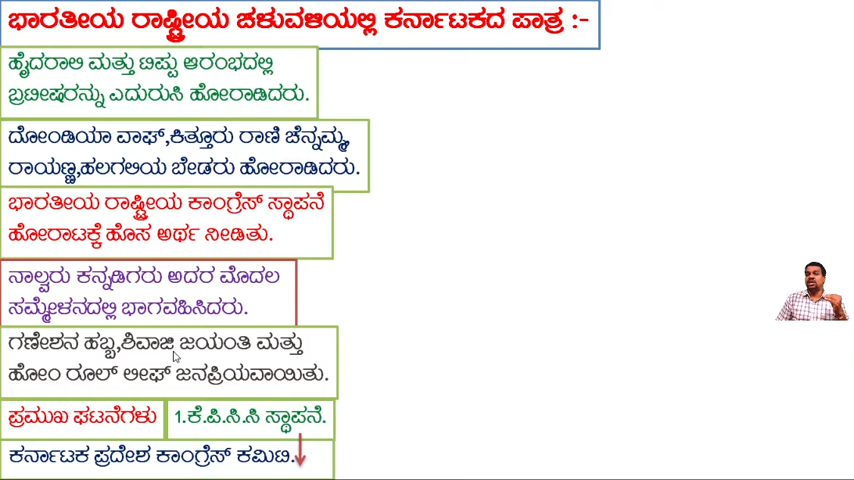 ಭಾರತೀಯ ರಾಷ್ಟ್ರೀಯ ಚಳುವಳಿಯಲ್ಲಿ ಕರ್ನಾಟಕದ ಪಾತ್ರ :-
ಹೈದರಾಲಿ ಮತ್ತು ಟಿಪ್ಪು ಆರಂಭದಲ್ಲಿ
ಬ್ರಟೀಷರನ್ನು ಎದುರುಸಿ ಹೋರಾಡಿದರು.
ದೋಂಡಿಯಾ ವಾಘ್,ಕಿತ್ತೂರು ರಾಣಿ ಚೆನ್ನಮ್ಮ,
ರಾಯಣ್ಣ,ಹಲಗಲಿಯ ಬೇಡರು ಹೋರಾಡಿದರು.
ಭಾರತೀಯ ರಾಷ್ಟ್ರೀಯ ಕಾಂಗ್ರೆಸ್ ಸ್ಥಾಪನೆ
ಹೋರಾಟಕ್ಕೆ ಹೊಸ ಅರ್ಥ ನೀಡಿತು.
ನಾಲ್ವರು ಕನ್ನಡಿಗರು ಅದರ ಮೊದಲ
ಸಮ್ಮೇಳನದಲ್ಲಿ ಭಾಗವಹಿಸಿದರು.
ಗಣೇಶನ ಹಬ್ಬ,ಶಿವಾಜಿ ಜಯಂತಿ ಮತ್ತು
ಹೋಂ ರೂಲ್ ಲೀಘ್ ಜನಪ್ರಿಯವಾಯಿತು.
ಪ್ರಮುಖ ಘಟನೆಗಳು 1.ಕೆ.ಪಿ.ಸಿ.ಸಿ ಸ್ಥಾಪನೆ.
ಕರ್ನಾಟಕ ಪ್ರದೇಶ ಕಾಂಗ್ರೆಸ್ ಕಮಿಟಿ.